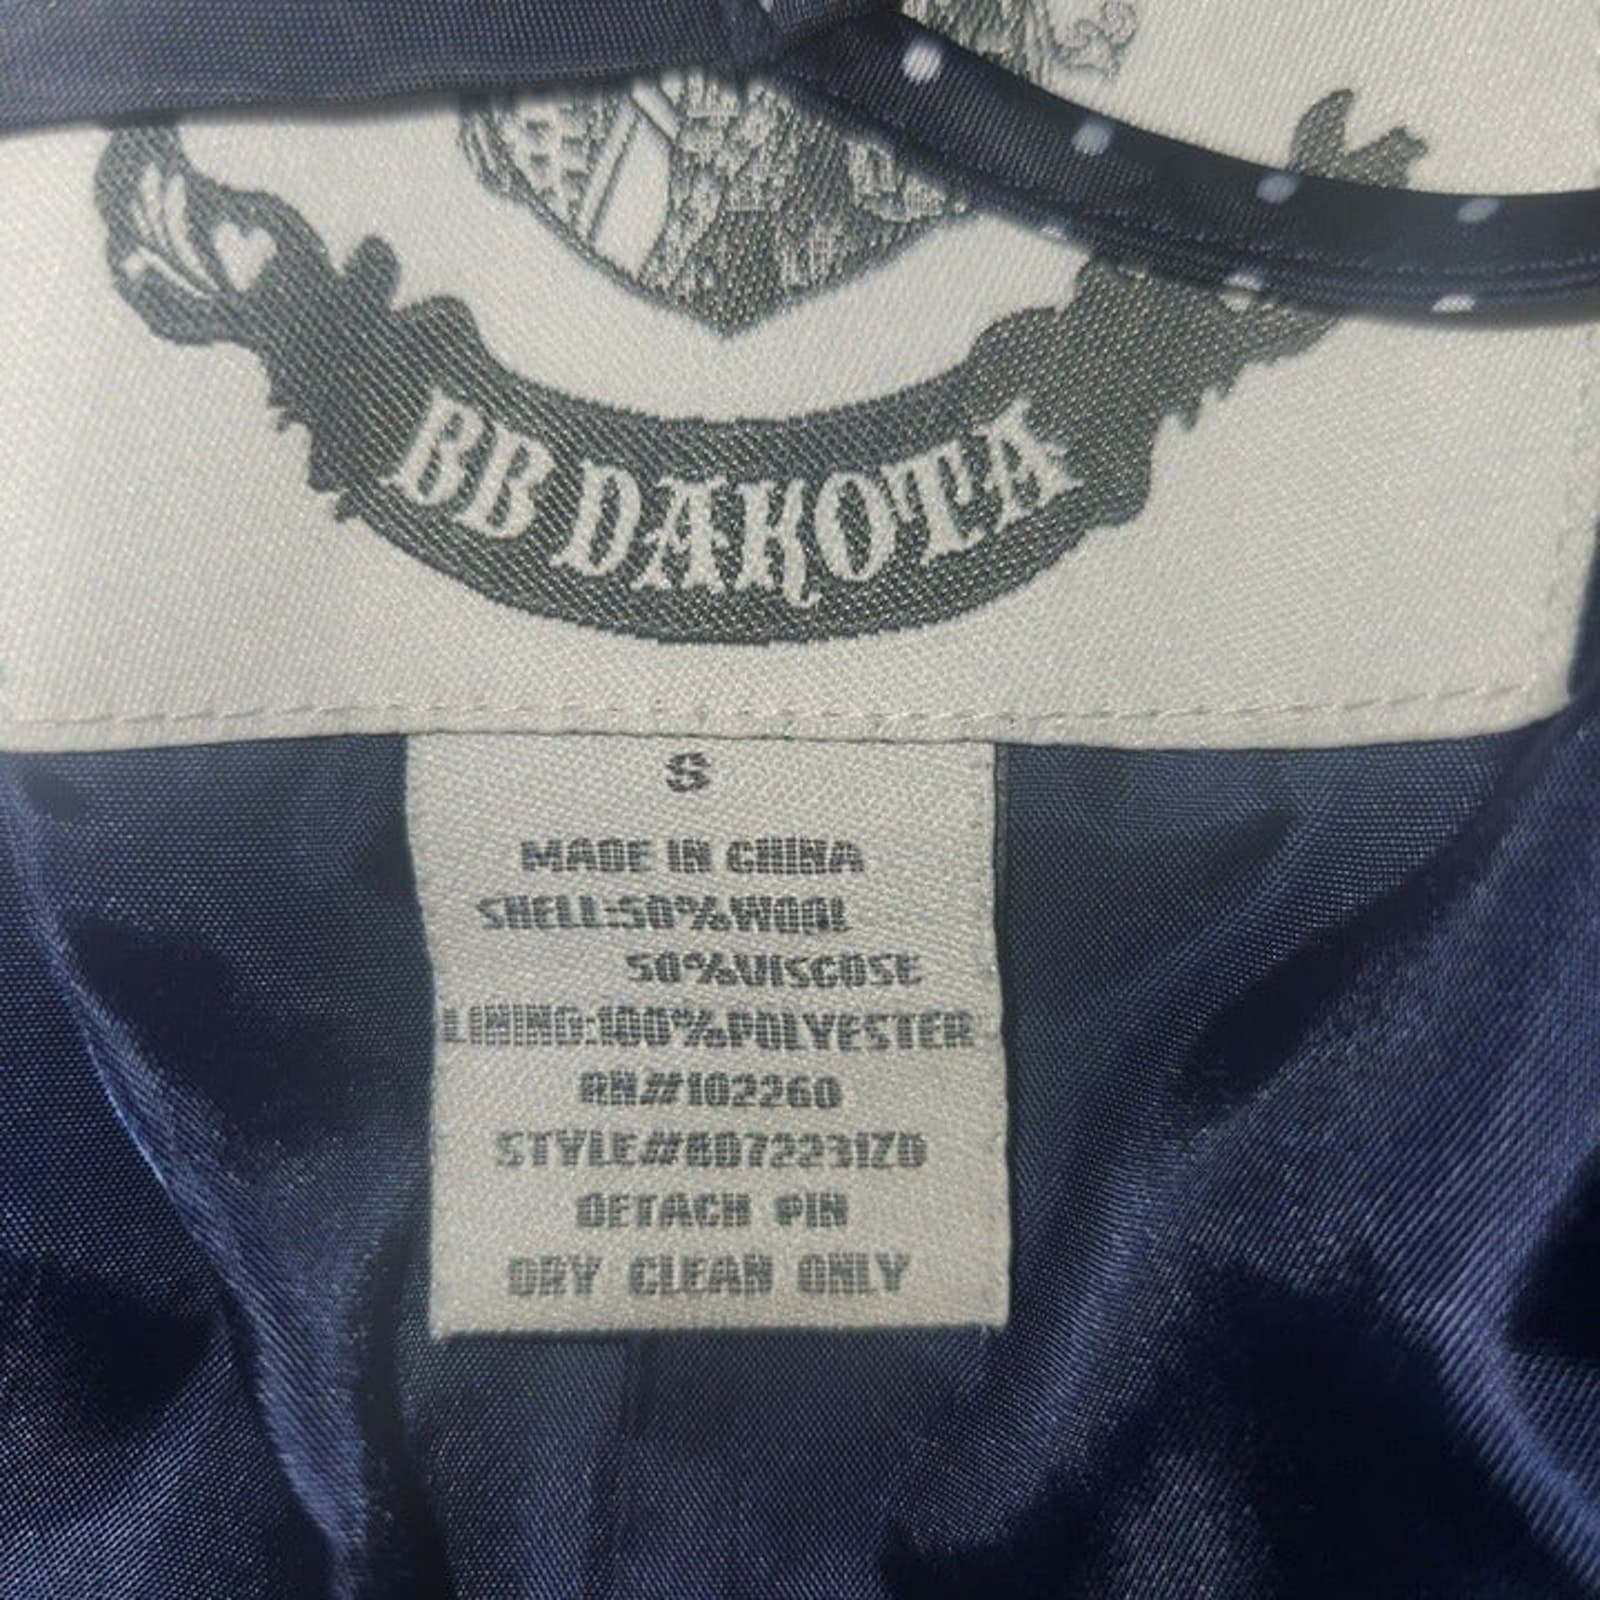 BB DAKOTA
S
MADE IN CHINA
SHELL:50%WOOL
50%VISCOSE
LINING:100%POLYESTER
RN#102260
DETACH PIN
DRY CLEAN ONLY